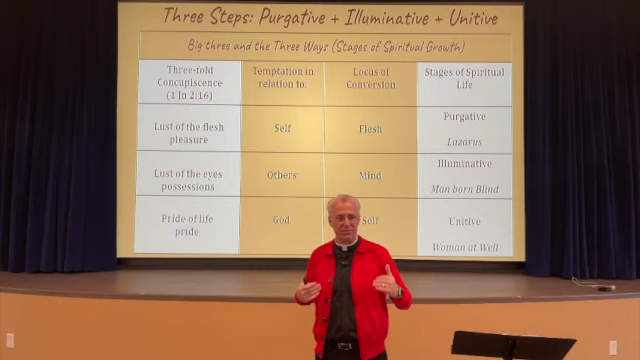 Three Steps: Purgative + Illuminative + Unitive
Big threes and the Three Ways (Stages of Spiritual Growth)
Three-fold
Concupiscence
(1 Jn 2:16)
Temptation in
relation to:
Locus of
Conversion
Stages of Spiritual
Life
Lust of the flesh
pleasure
Self
Flesh
Purgative
Lazarus
Lust of the eyes
possessions
Others
Mind
Illuminative
Man born Blind
Pride of life
pride
God
Self
Unitive
Woman at Well